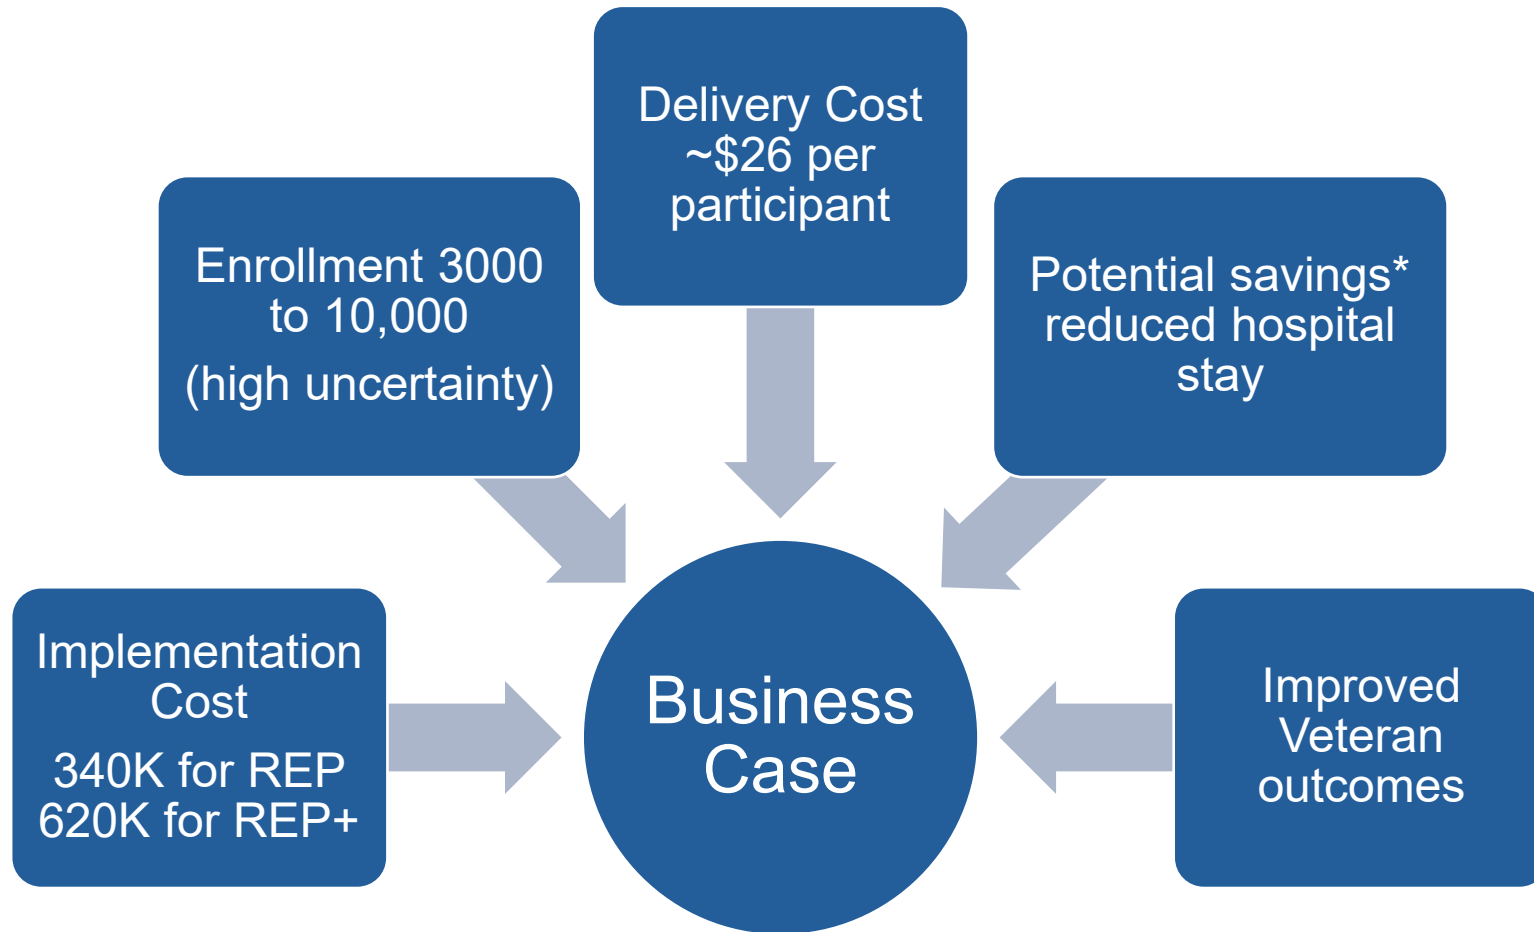 Delivery Cost
~$26 per
participant
Enrollment 3000
to 10,000
(high uncertainty)
Potential savings*
reduced hospital
stay
Implementation
Cost
340K for REP
620K for REP+
Business
Case
Improved
Veteran
outcomes